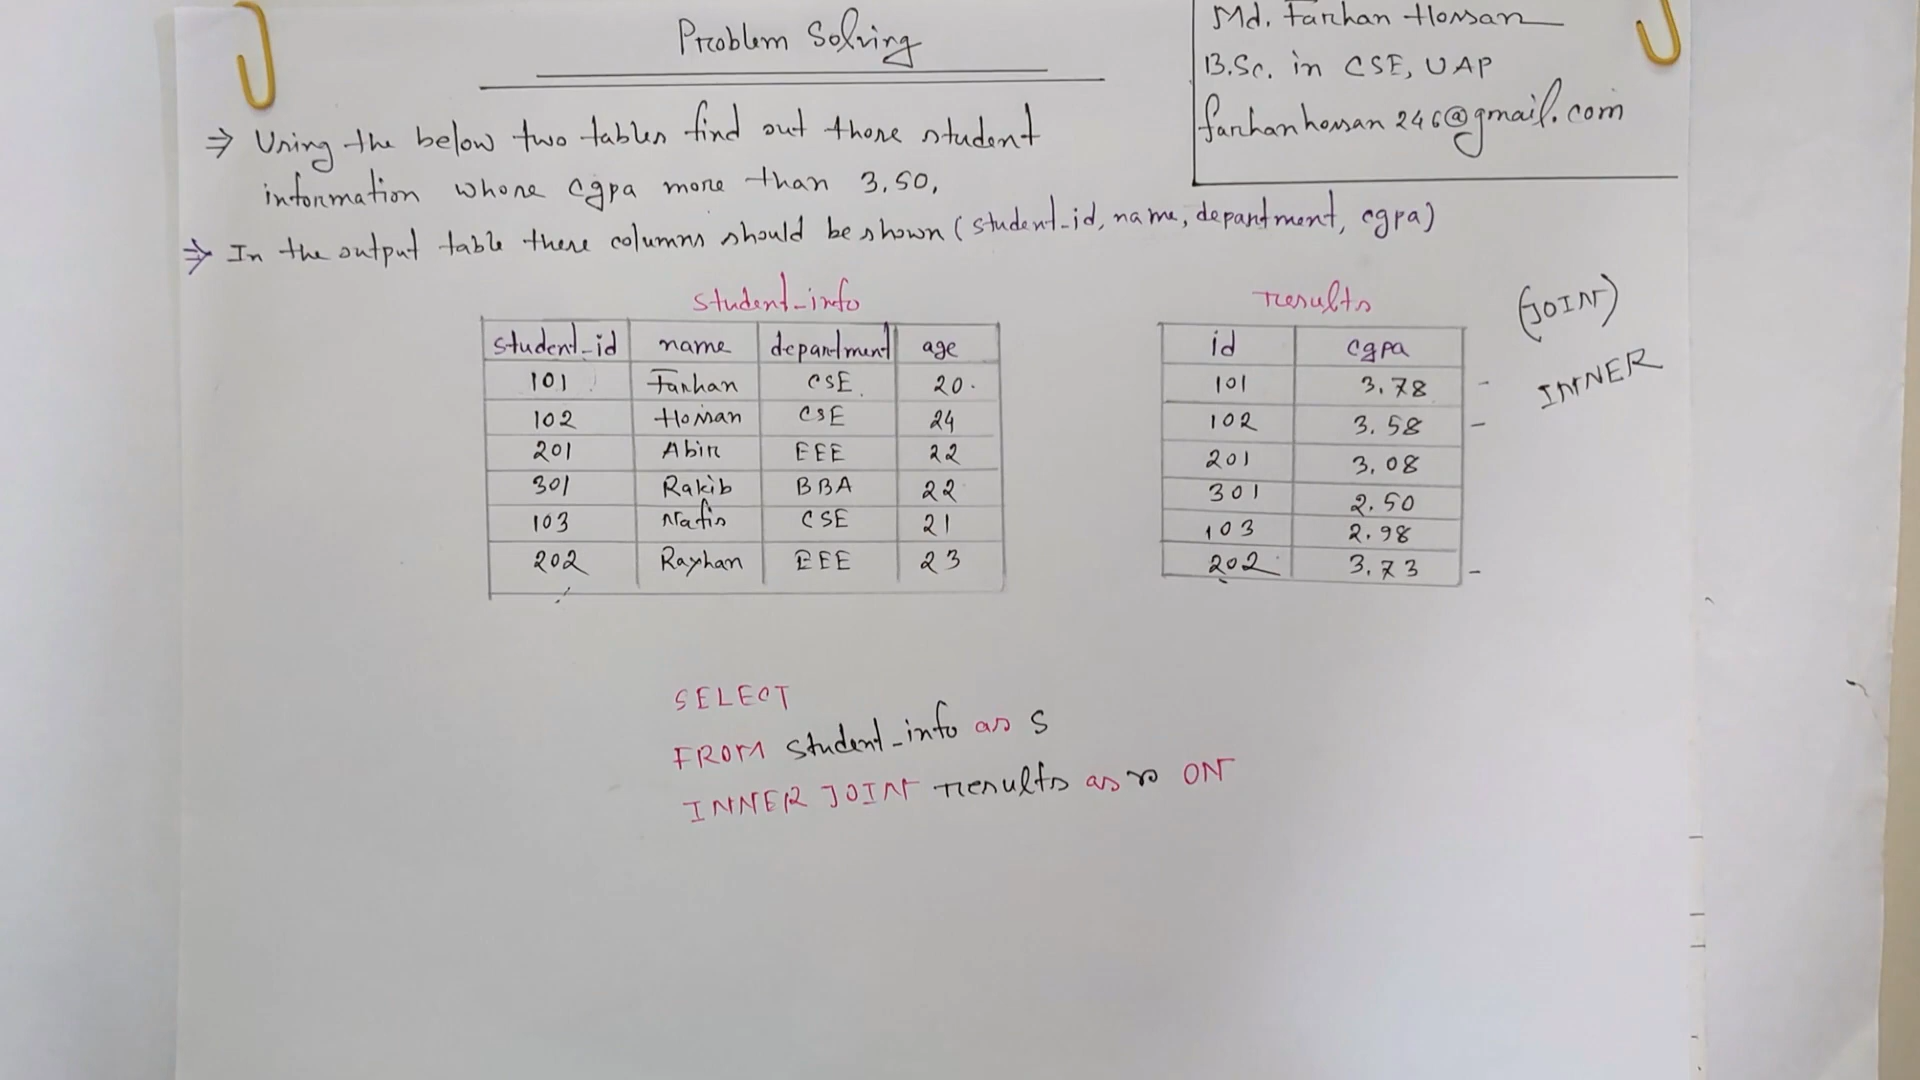 Problem Solving
Md. Farhan Hossan
B.Sc. in CSE, UAP
farhanhossan246@gmail.com
⇒ Using the below two tables find out those student
information whose cgpa more than 3.50,
⇒ In the output table these columns should be shown (student_id, name, department, cgpa)
student_info
student_id name department age
101 Farhan CSE 20
102 Hossan CSE 24
201 Abir EEE 22
301 Rakib BBA 22
103 Nafis CSE 21
202 Rayhan EEE 23
results
id cgpa
101 3.78
102 3.58
201 3.08
301 2.50
103 2.98
202 3.73
(JOIN)
INNER
SELECT
FROM student_info as s
INNER JOIN results as r ON